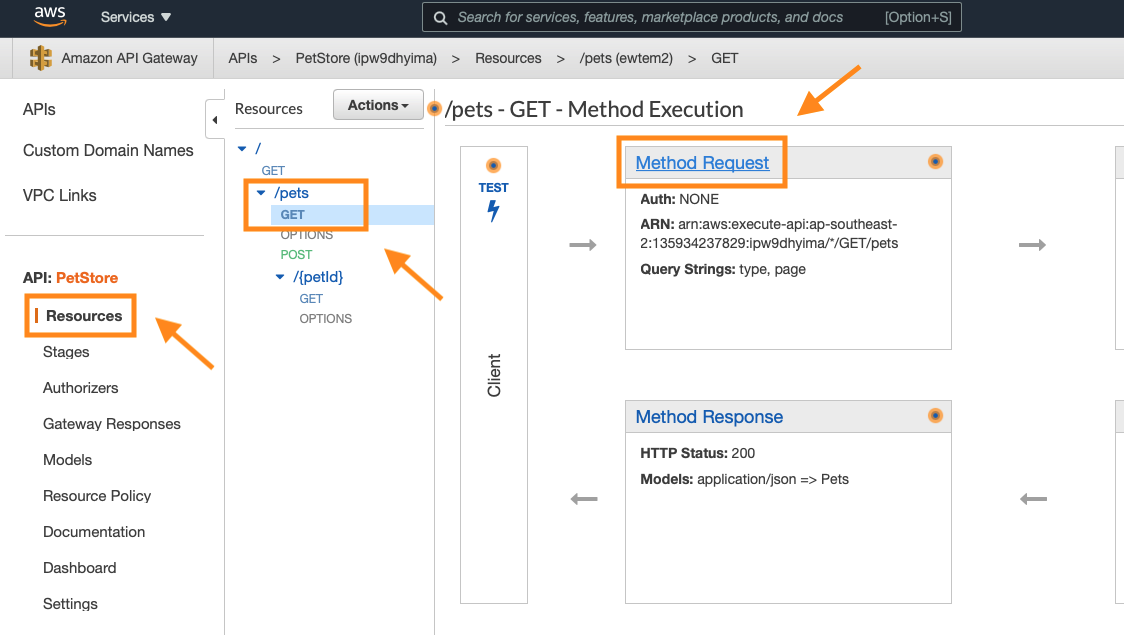 aws
Services ▼
Search for services, features, marketplace products, and docs [Option+S]
Amazon API Gateway
APIs > PetStore (ipw9dhyima) > Resources > /pets (ewtem2) > GET
APIs
Custom Domain Names
VPC Links
API: PetStore
Resources
Stages
Authorizers
Gateway Responses
Models
Resource Policy
Documentation
Dashboard
Settings
Resources
Actions
/
GET
/pets
GET
OPTIONS
POST
/{petId}
GET
OPTIONS
/pets - GET - Method Execution
TEST
Client
Method Request
Auth: NONE
ARN: arn:aws:execute-api:ap-southeast-
2:135934237829:ipw9dhyima/*/GET/pets
Query Strings: type, page
Method Response
HTTP Status: 200
Models: application/json => Pets